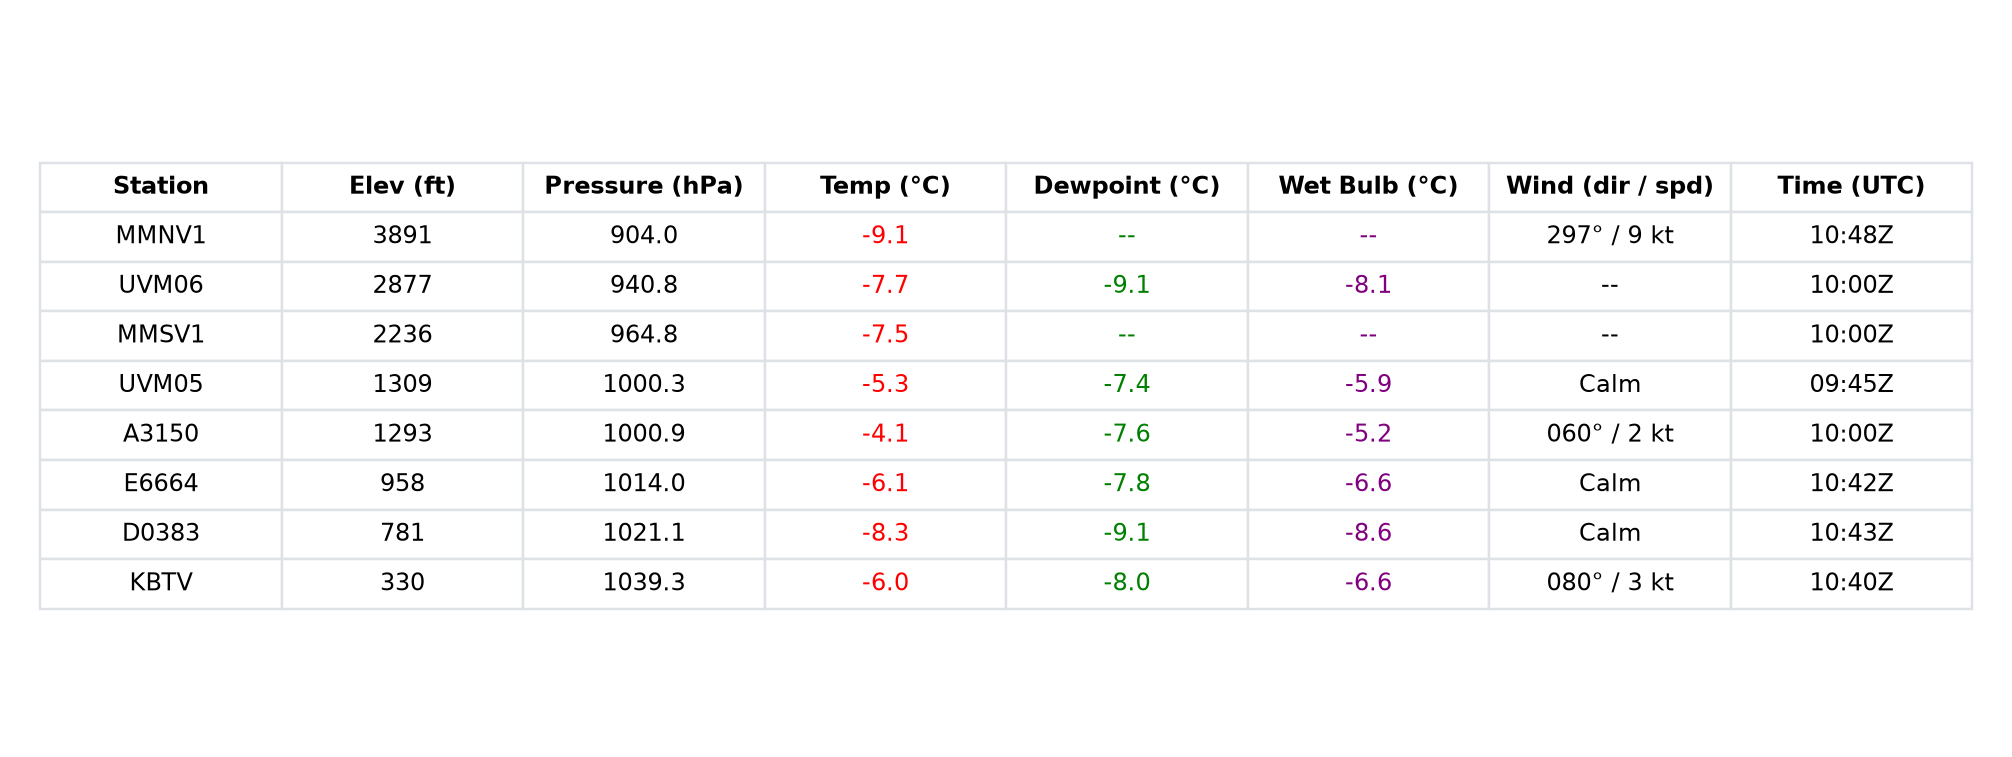 Station Elev (ft) Pressure (hPa) Temp (°C) Dewpoint (°C) Wet Bulb (°C) Wind (dir / spd) Time (UTC)
MMNV1 3891 904.0 -9.1 -- -- 297° / 9 kt 10:48Z
UVM06 2877 940.8 -7.7 -9.1 -8.1 -- 10:00Z
MMSV1 2236 964.8 -7.5 -- -- -- 10:00Z
UVM05 1309 1000.3 -5.3 -7.4 -5.9 Calm 09:45Z
A3150 1293 1000.9 -4.1 -7.6 -5.2 060° / 2 kt 10:00Z
E6664 958 1014.0 -6.1 -7.8 -6.6 Calm 10:42Z
D0383 781 1021.1 -8.3 -9.1 -8.6 Calm 10:43Z
KBTV 330 1039.3 -6.0 -8.0 -6.6 080° / 3 kt 10:40Z